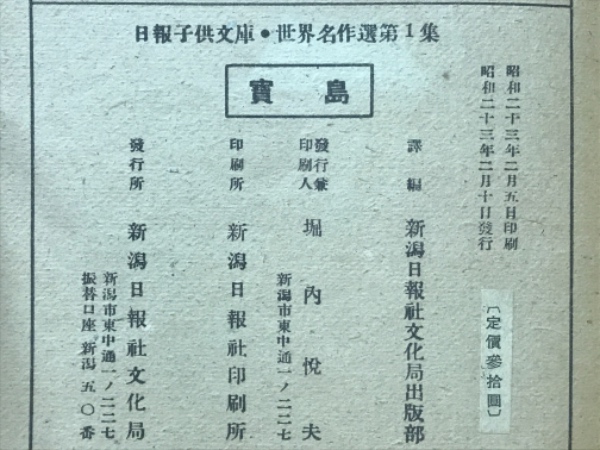 日報子供文庫・世界名作選第1集
寶島
昭和二十三年二月五日印刷
昭和二十三年二月十日發行
〔定價參拾圓〕
譯編 新潟日報社文化局出版部
發行兼印刷人 堀內悅夫
新潟市東中通一ノ二二七
印刷所 新潟日報社印刷所
發行所 新潟日報社文化局
新潟市東中通一ノ二二七
振替口座 新潟 五〇番